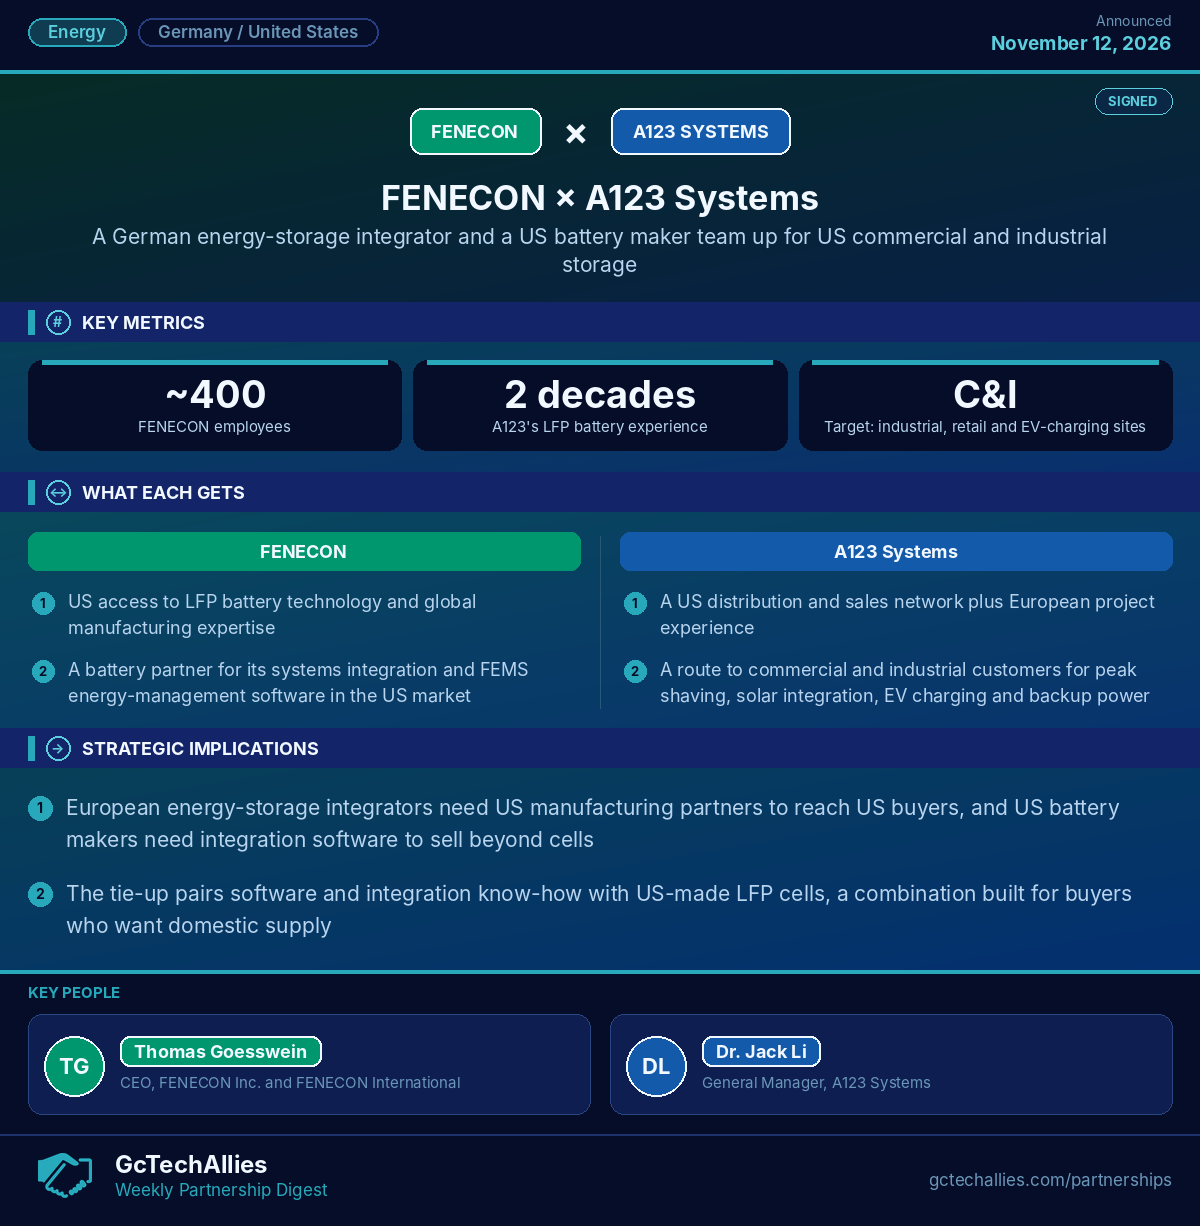 Energy
Germany / United States
Announced
November 12, 2026
SIGNED
FENECON
×
A123 SYSTEMS
FENECON × A123 Systems
A German energy-storage integrator and a US battery maker team up for US commercial and industrial
storage
# KEY METRICS
~400
FENECON employees
2 decades
A123's LFP battery experience
C&I
Target: industrial, retail and EV-charging sites
WHAT EACH GETS
FENECON
1 US access to LFP battery technology and global
manufacturing expertise
2 A battery partner for its systems integration and FEMS
energy-management software in the US market
A123 Systems
1 A US distribution and sales network plus European project
experience
2 A route to commercial and industrial customers for peak
shaving, solar integration, EV charging and backup power
STRATEGIC IMPLICATIONS
1 European energy-storage integrators need US manufacturing partners to reach US buyers, and US battery
makers need integration software to sell beyond cells
2 The tie-up pairs software and integration know-how with US-made LFP cells, a combination built for buyers
who want domestic supply
KEY PEOPLE
TG
Thomas Goesswein
CEO, FENECON Inc. and FENECON International
DL
Dr. Jack Li
General Manager, A123 Systems
GcTechAllies
Weekly Partnership Digest
gctechallies.com/partnerships